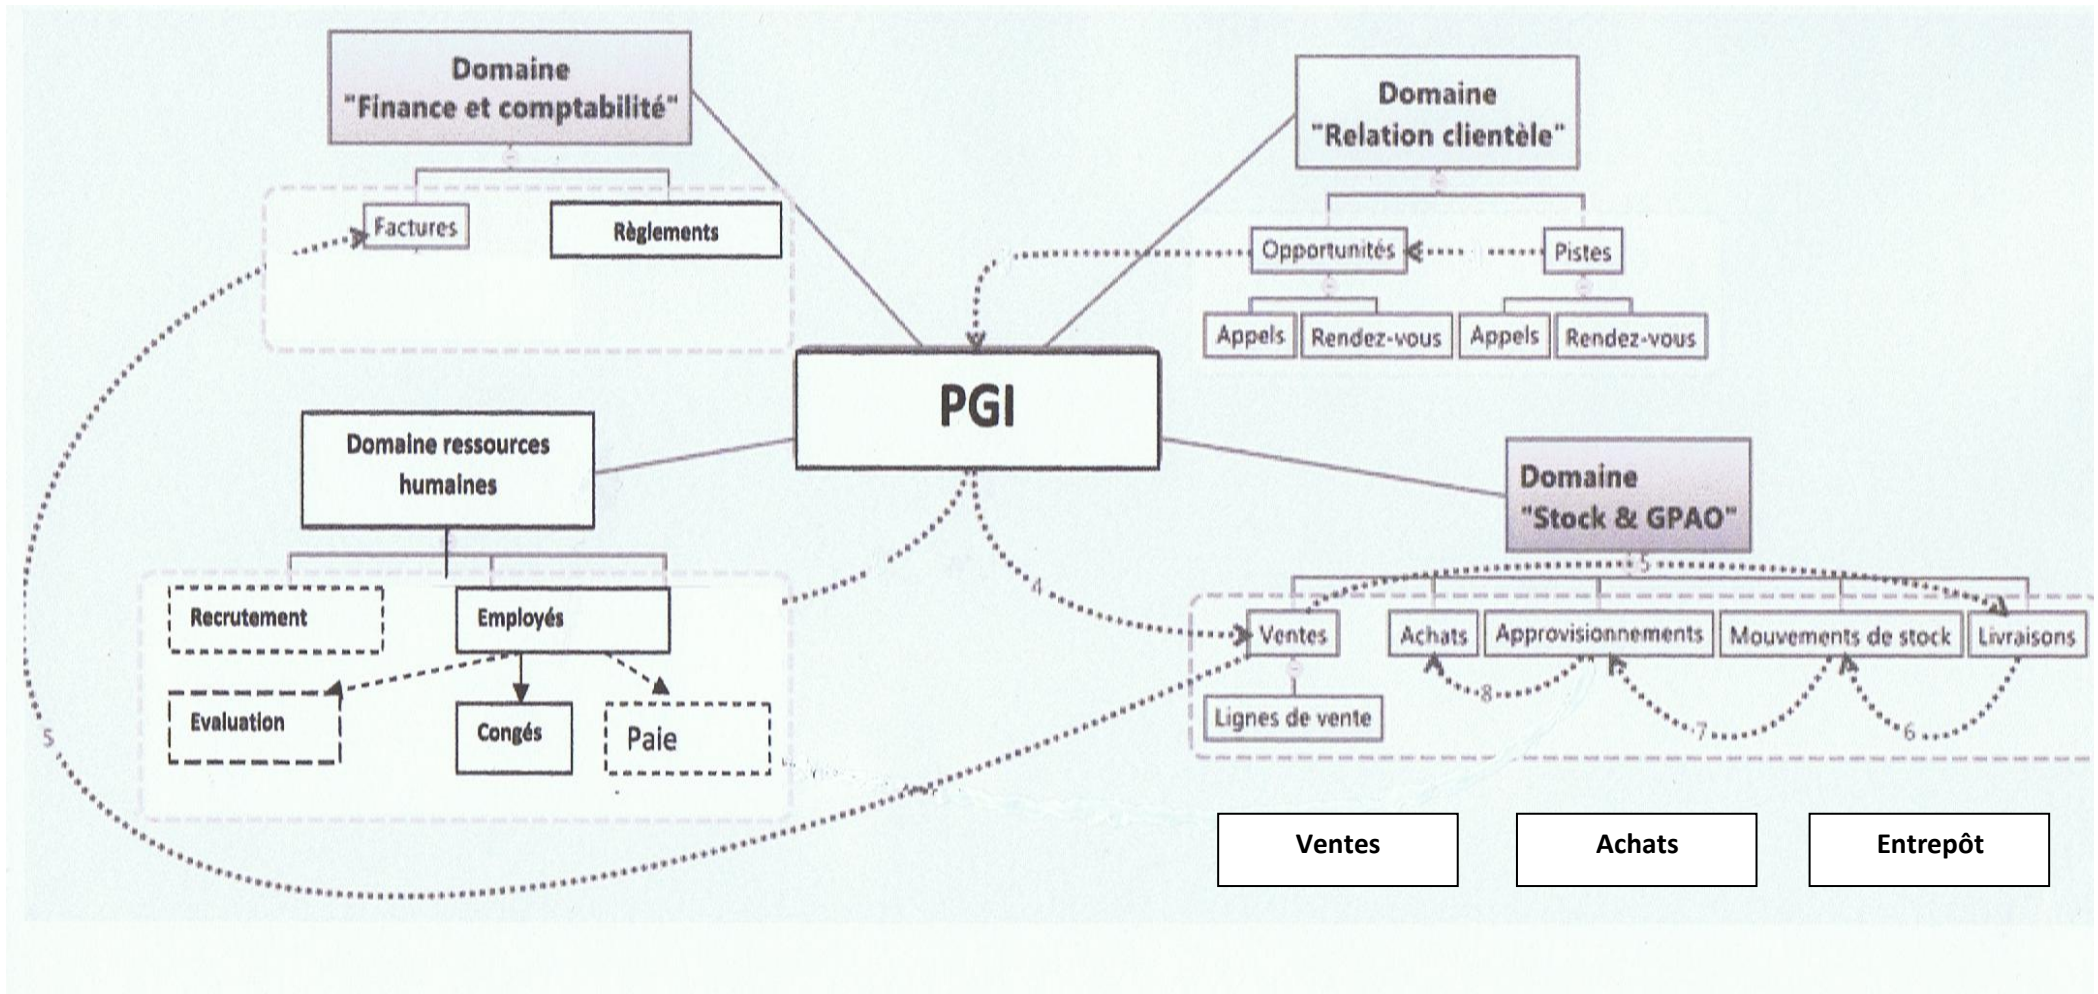 Domaine
"Finance et comptabilité"
Factures
Règlements
Domaine
"Relation clientèle"
Opportunités
Pistes
Appels
Rendez-vous
Appels
Rendez-vous
PGI
Domaine ressources
humaines
Recrutement
Employés
Evaluation
Congés
Paie
Domaine
"Stock & GPAO"
5
4
Ventes
Achats
Approvisionnements
Mouvements de stock
Livraisons
8
7
6
Lignes de vente
5
Ventes
Achats
Entrepôt